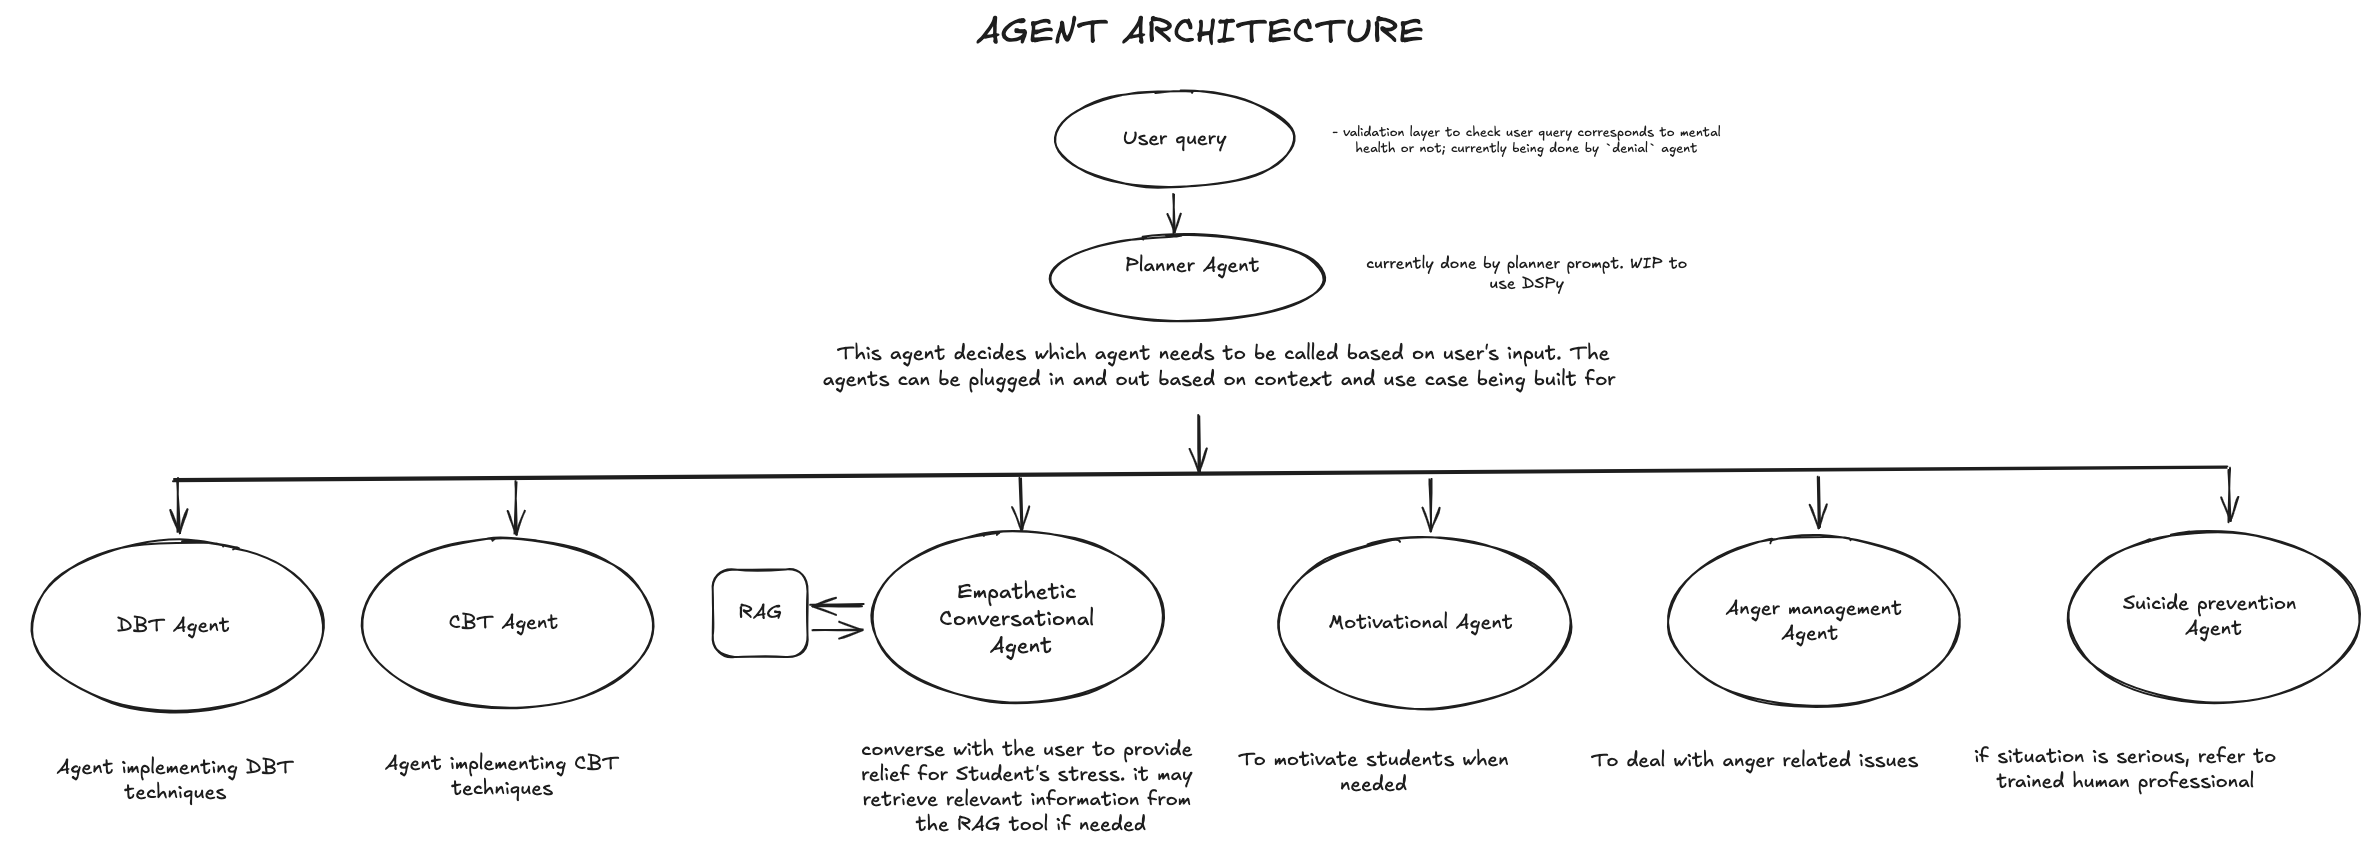 AGENT ARCHITECTURE
User query
- validation layer to check user query corresponds to mental
health or not; currently being done by `denial` agent
Planner Agent
currently done by planner prompt. WIP to
use DSPy
This agent decides which agent needs to be called based on user's input. The
agents can be plugged in and out based on context and use case being built for
DBT Agent
CBT Agent
RAG
Empathetic
Conversational
Agent
Motivational Agent
Anger management
Agent
Suicide prevention
Agent
Agent implementing DBT
techniques
Agent implementing CBT
techniques
converse with the user to provide
relief for Student's stress. it may
retrieve relevant information from
the RAG tool if needed
To motivate students when
needed
To deal with anger related issues
if situation is serious, refer to
trained human professional